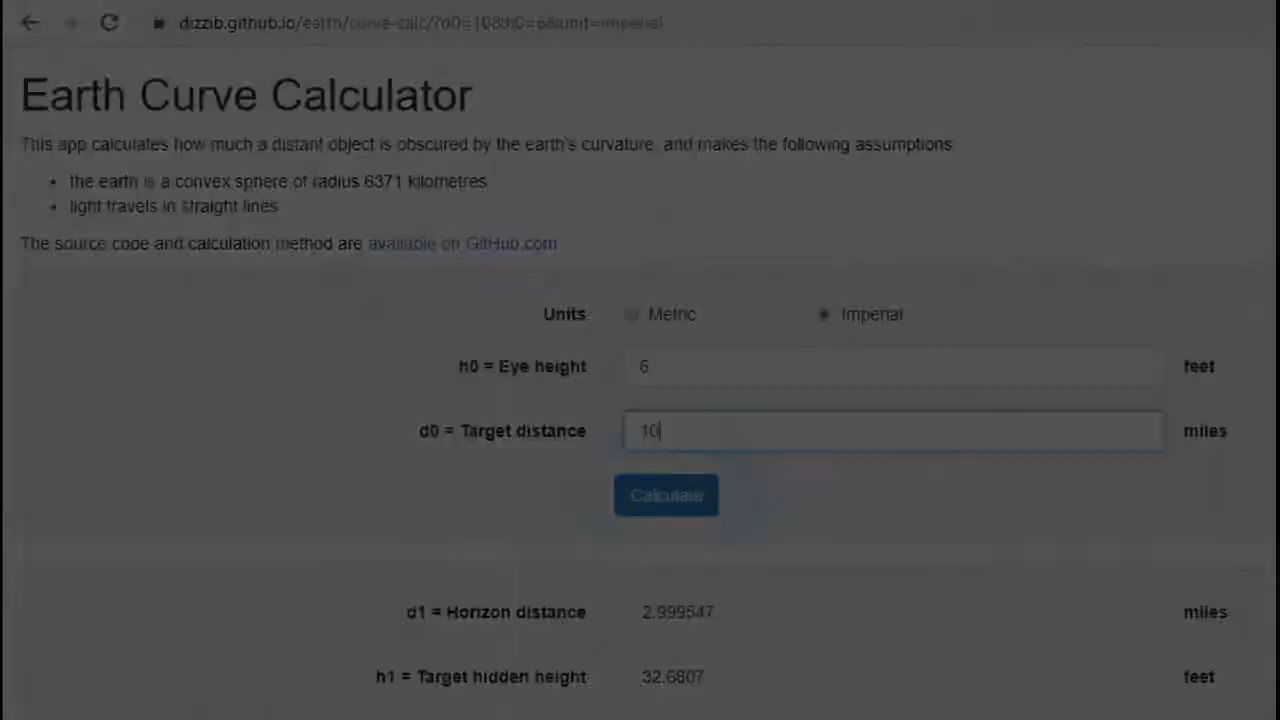 dizzib.github.io/earth/curve-calc/?d0=10&h0=6&unit=imperial
Earth Curve Calculator
This app calculates how much a distant object is obscured by the earth's curvature, and makes the following assumptions:
the earth is a convex sphere of radius 6371 kilometres
light travels in straight lines
The source code and calculation method are available on GitHub.com
Units Metric Imperial
h0 = Eye height 6 feet
d0 = Target distance 10 miles
Calculate
d1 = Horizon distance 2.999547 miles
h1 = Target hidden height 32.6807 feet